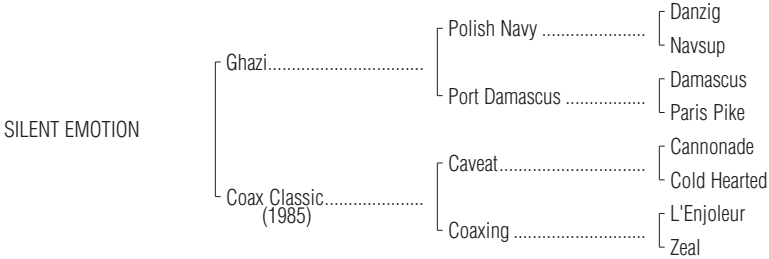 Danzig
Polish Navy ......................
Navsup
Ghazi................................
Damascus
Port Damascus .................
Paris Pike
SILENT EMOTION
Cannonade
Caveat...............................
Cold Hearted
Coax Classic....................
(1985)
L'Enjoleur
Coaxing ............................
Zeal